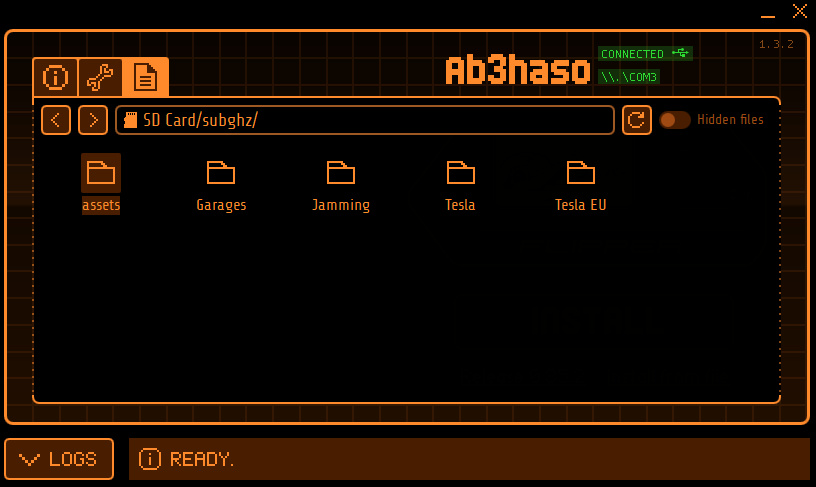 1.3.2
Ab3haso
CONNECTED
\\.\COM3
SD Card/subghz/
Hidden files
assets
Garages
Jamming
Tesla
Tesla EU
LOGS
READY.